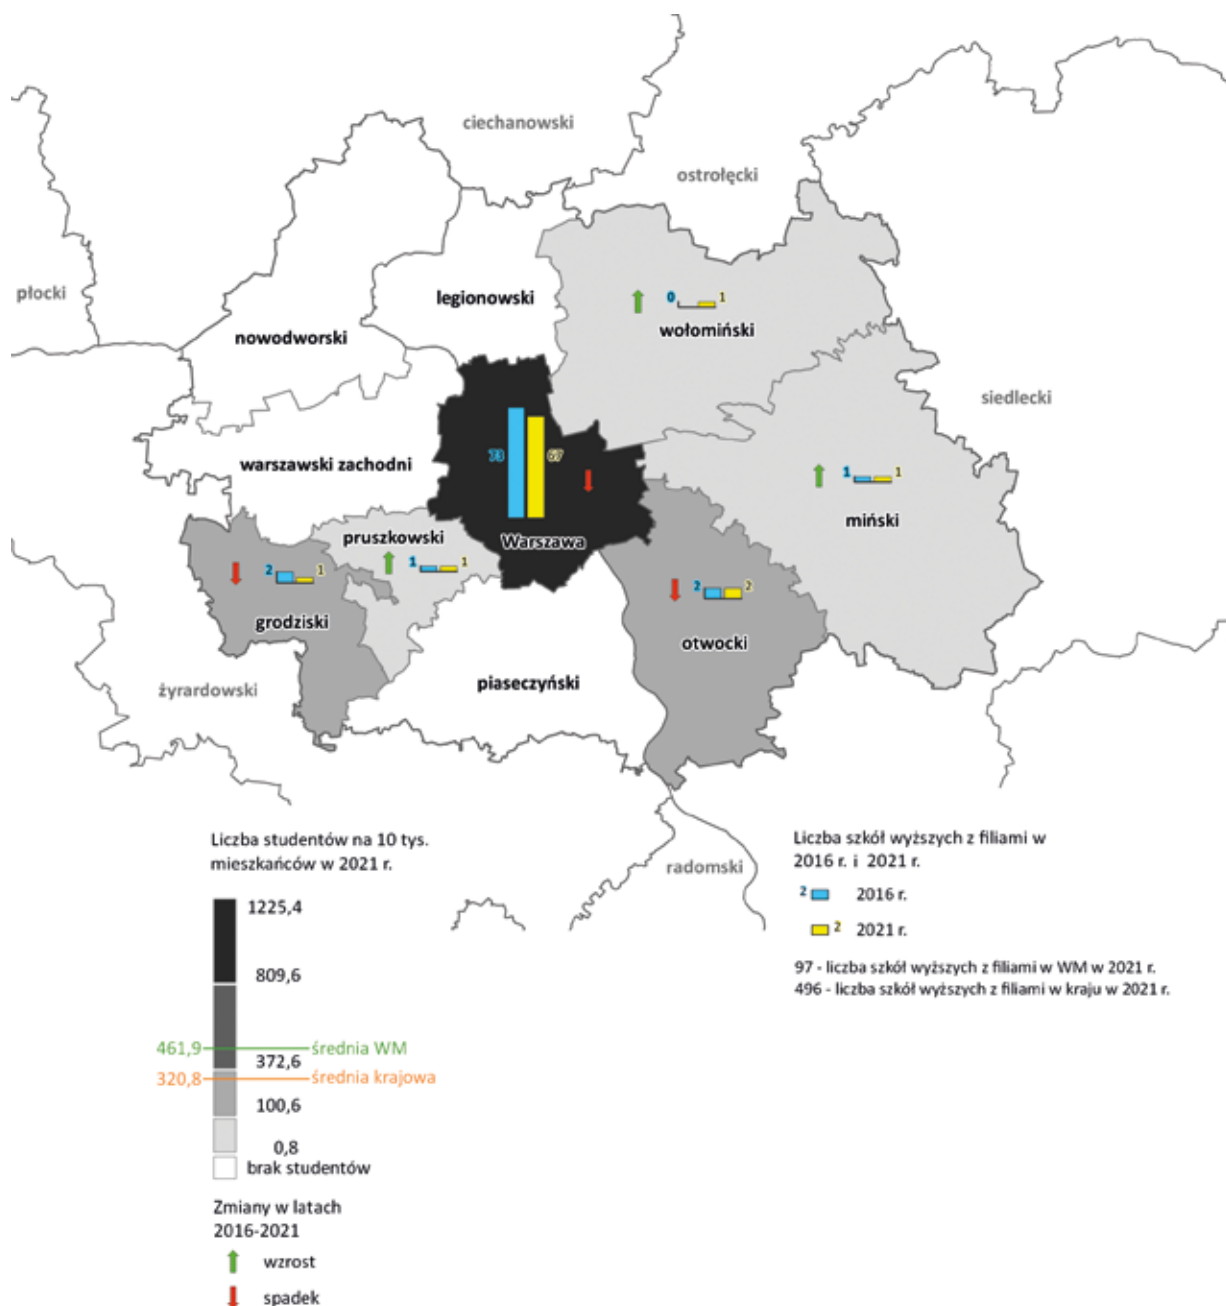 ciechanowski
ostrołęcki
płocki
legionowski
0 1
nowodworski
wołomiński
siedlecki
warszawski zachodni
73 67
1 1
miński
pruszkowski
Warszawa
2 1
1 1
2 2
grodziski
otwocki
żyrardowski
piaseczyński
radomski
Liczba studentów na 10 tys.
mieszkańców w 2021 r.
1225,4
809,6
461,9 średnia WM
372,6
320,8 średnia krajowa
100,6
0,8
brak studentów
Zmiany w latach
2016-2021
wzrost
spadek
Liczba szkół wyższych z filiami w
2016 r. i 2021 r.
2 2016 r.
2 2021 r.
97 - liczba szkół wyższych z filiami w WM w 2021 r.
496 - liczba szkół wyższych z filiami w kraju w 2021 r.